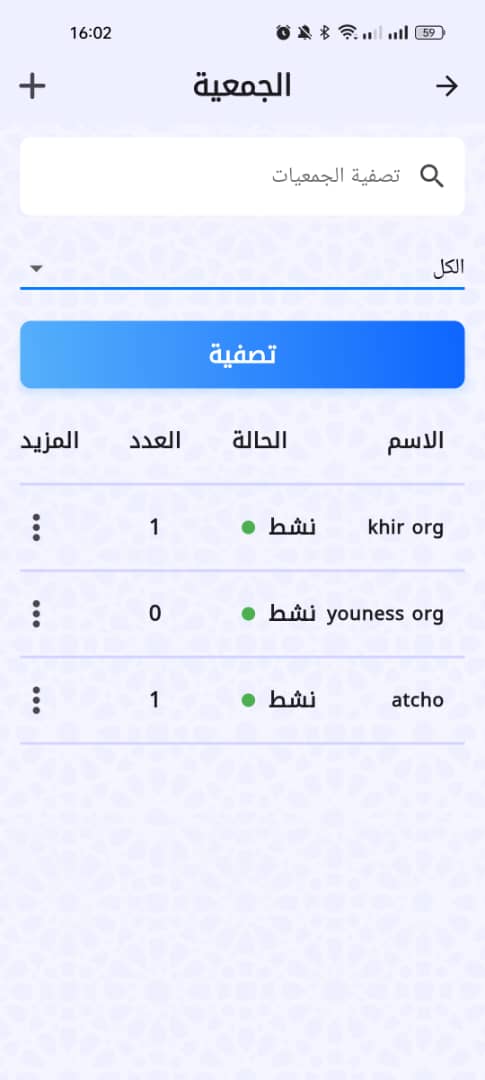 16:02 59
الجمعية
تصفية الجمعيات
الكل
تصفية
الاسم الحالة العدد المزيد
khir org نشط 1
youness org نشط 0
atcho نشط 1